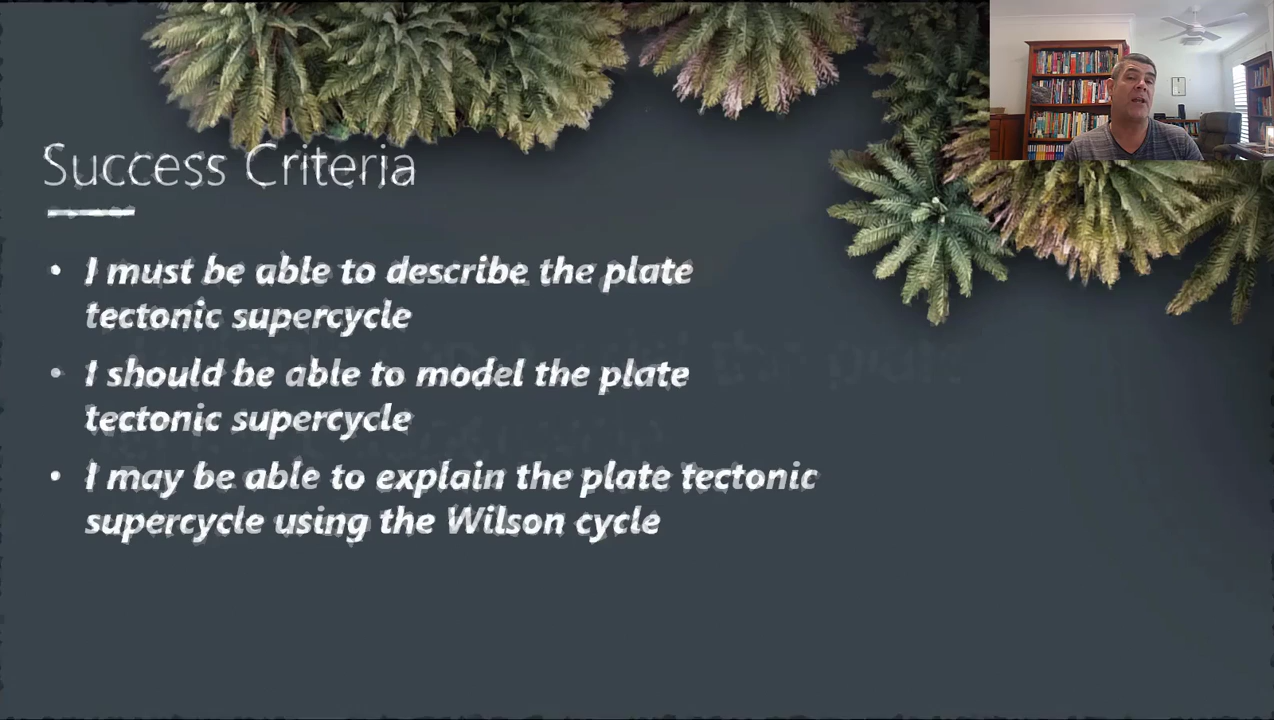 Success Criteria
• I must be able to describe the plate
tectonic supercycle
• I should be able to model the plate
tectonic supercycle
• I may be able to explain the plate tectonic
supercycle using the Wilson cycle